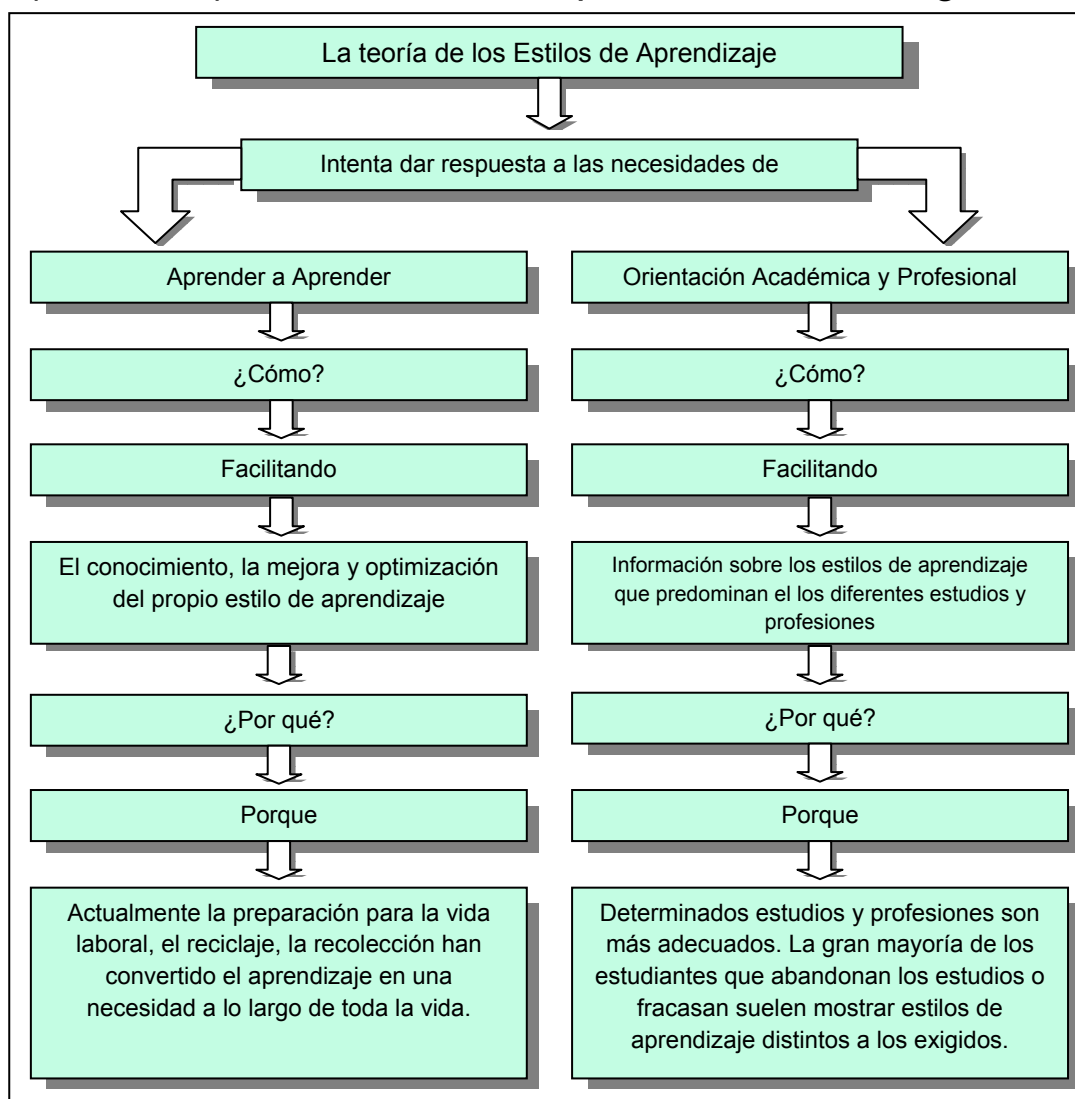 La teoría de los Estilos de Aprendizaje
Intenta dar respuesta a las necesidades de
Aprender a Aprender
¿Cómo?
Facilitando
El conocimiento, la mejora y optimización
del propio estilo de aprendizaje
¿Por qué?
Porque
Actualmente la preparación para la vida
laboral, el reciclaje, la recolección han
convertido el aprendizaje en una
necesidad a lo largo de toda la vida.
Orientación Académica y Profesional
¿Cómo?
Facilitando
Información sobre los estilos de aprendizaje
que predominan el los diferentes estudios y
profesiones
¿Por qué?
Porque
Determinados estudios y profesiones son
más adecuados. La gran mayoría de los
estudiantes que abandonan los estudios o
fracasan suelen mostrar estilos de
aprendizaje distintos a los exigidos.